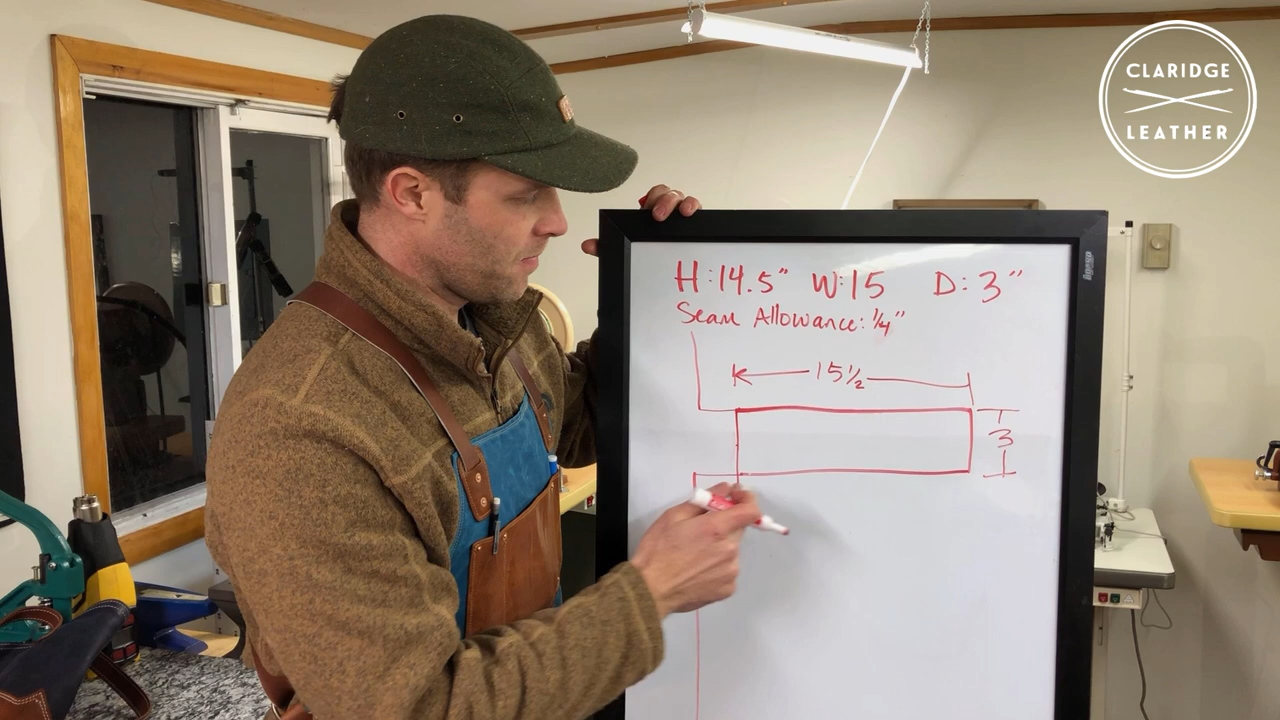 CLARIDGE
LEATHER
H:14.5" W:15 D:3"
Seam Allowance: 1/4"
15 1/2
3